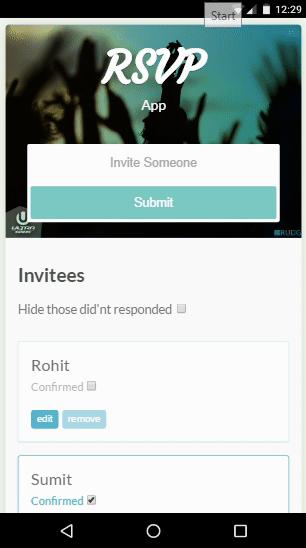 Start
12:29
RSVP
App
Invite Someone
Submit
ULTRA
RUDG
Invitees
Hide those did'nt responded
Rohit
Confirmed
edit remove
Sumit
Confirmed